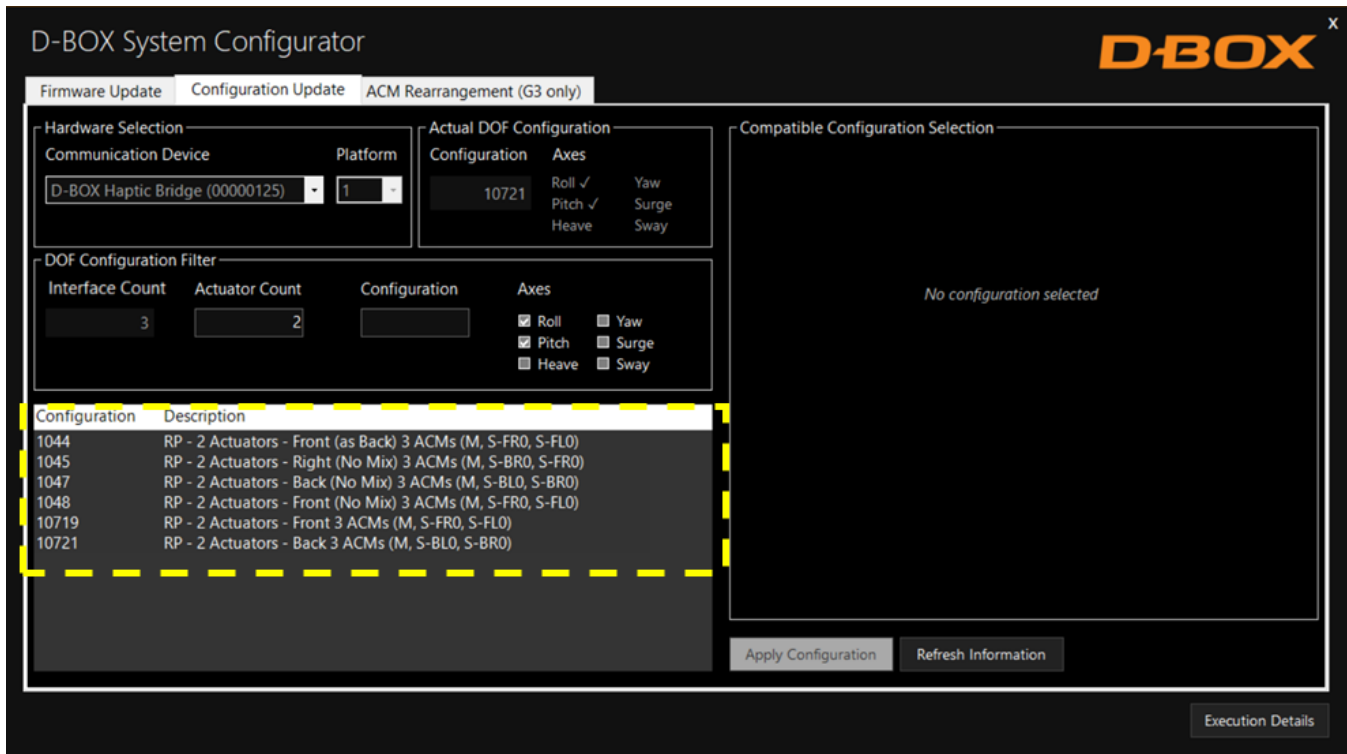 D-BOX System Configurator
D-BOX
x
Firmware Update Configuration Update ACM Rearrangement (G3 only)
Hardware Selection
Communication Device Platform
D-BOX Haptic Bridge (00000125) 1
Actual DOF Configuration
Configuration Axes
10721
Roll ✓ Yaw
Pitch ✓ Surge
Heave Sway
DOF Configuration Filter
Interface Count Actuator Count Configuration Axes
3 2
Roll Yaw
Pitch Surge
Heave Sway
Configuration Description
1044 RP - 2 Actuators - Front (as Back) 3 ACMs (M, S-FR0, S-FL0)
1045 RP - 2 Actuators - Right (No Mix) 3 ACMs (M, S-BR0, S-FR0)
1047 RP - 2 Actuators - Back (No Mix) 3 ACMs (M, S-BL0, S-BR0)
1048 RP - 2 Actuators - Front (No Mix) 3 ACMs (M, S-FR0, S-FL0)
10719 RP - 2 Actuators - Front 3 ACMs (M, S-FR0, S-FL0)
10721 RP - 2 Actuators - Back 3 ACMs (M, S-BL0, S-BR0)
Compatible Configuration Selection
No configuration selected
Apply Configuration Refresh Information
Execution Details